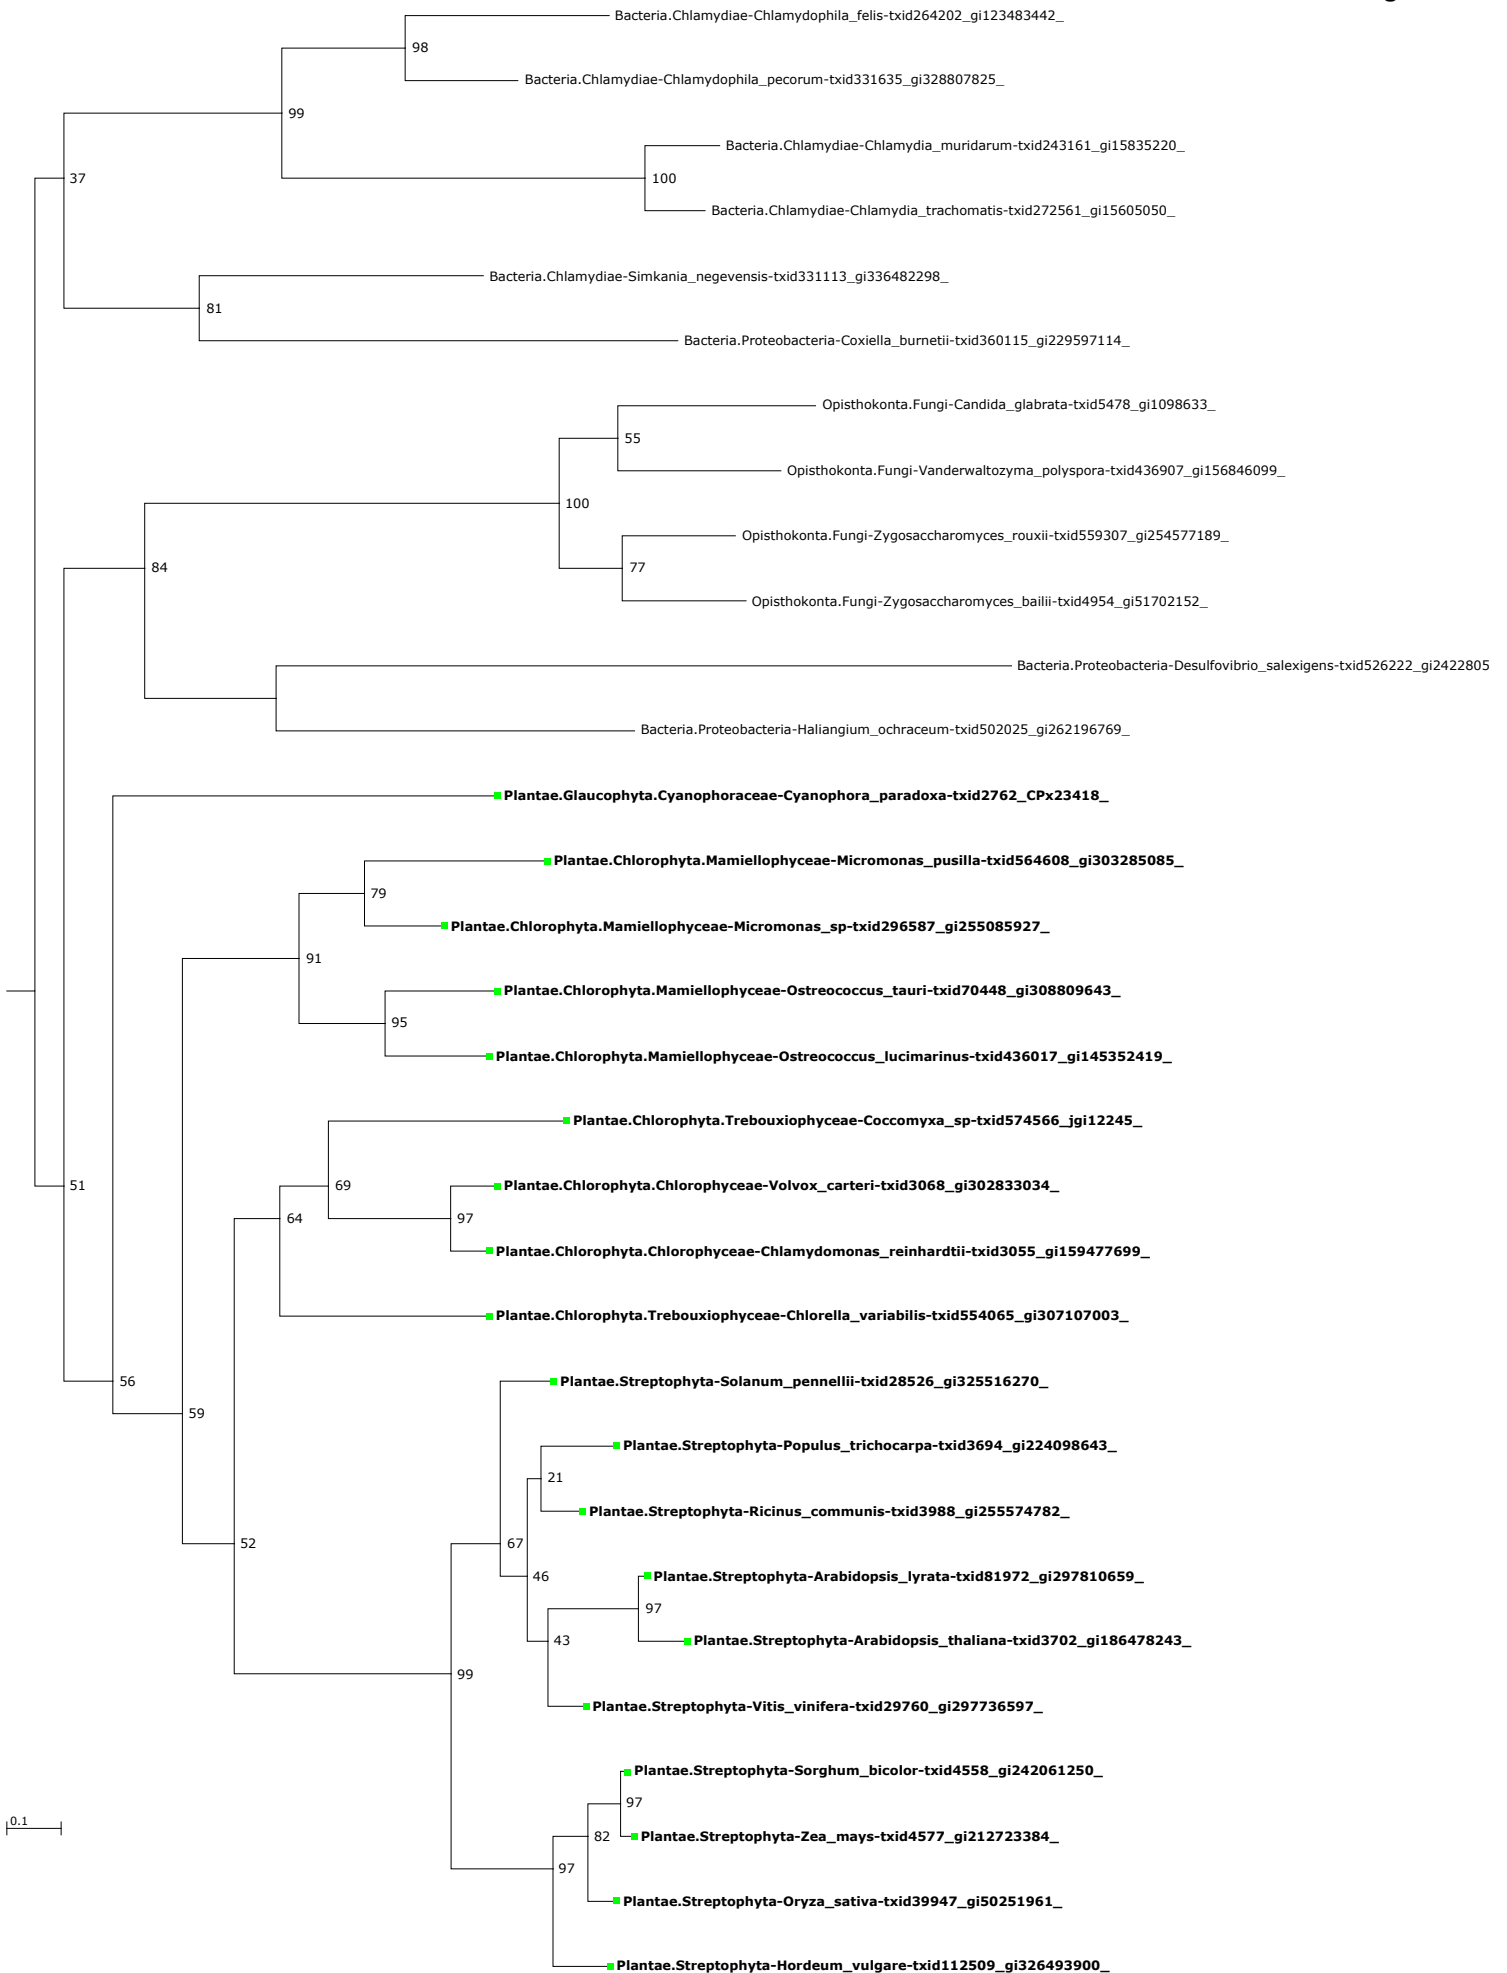 Bacteria.Chlamydiae-Chlamydophila_felis-txid264202_gi123483442_
98
Bacteria.Chlamydiae-Chlamydophila_pecorum-txid331635_gi328807825_
99
Bacteria.Chlamydiae-Chlamydia_muridarum-txid243161_gi15835220_
37
100
Bacteria.Chlamydiae-Chlamydia_trachomatis-txid272561_gi15605050_
Bacteria.Chlamydiae-Simkania_negevensis-txid331113_gi336482298_
81
Bacteria.Proteobacteria-Coxiella_burnetii-txid360115_gi229597114_
Opisthokonta.Fungi-Candida_glabrata-txid5478_gi1098633_
55
Opisthokonta.Fungi-Vanderwaltozyma_polyspora-txid436907_gi156846099_
100
Opisthokonta.Fungi-Zygosaccharomyces_rouxii-txid559307_gi254577189_
84
77
Opisthokonta.Fungi-Zygosaccharomyces_bailii-txid4954_gi51702152_
Bacteria.Proteobacteria-Desulfovibrio_salexigens-txid526222_gi2422805
Bacteria.Proteobacteria-Haliangium_ochraceum-txid502025_gi262196769_
Plantae.Glaucophyta.Cyanophoraceae-Cyanophora_paradoxa-txid2762_CPx23418_
Plantae.Chlorophyta.Mamiellophyceae-Micromonas_pusilla-txid564608_gi303285085_
79
Plantae.Chlorophyta.Mamiellophyceae-Micromonas_sp-txid296587_gi255085927_
91
Plantae.Chlorophyta.Mamiellophyceae-Ostreococcus_tauri-txid70448_gi308809643_
95
Plantae.Chlorophyta.Mamiellophyceae-Ostreococcus_lucimarinus-txid436017_gi145352419_
Plantae.Chlorophyta.Trebouxiophyceae-Coccomyxa_sp-txid574566_jgi12245_
51
69
Plantae.Chlorophyta.Chlorophyceae-Volvox_carteri-txid3068_gi302833034_
64
97
Plantae.Chlorophyta.Chlorophyceae-Chlamydomonas_reinhardtii-txid3055_gi159477699_
Plantae.Chlorophyta.Trebouxiophyceae-Chlorella_variabilis-txid554065_gi307107003_
56
Plantae.Streptophyta-Solanum_pennellii-txid28526_gi325516270_
59
Plantae.Streptophyta-Populus_trichocarpa-txid3694_gi224098643_
21
Plantae.Streptophyta-Ricinus_communis-txid3988_gi255574782_
52
67
46
Plantae.Streptophyta-Arabidopsis_lyrata-txid81972_gi297810659_
97
43
Plantae.Streptophyta-Arabidopsis_thaliana-txid3702_gi186478243_
99
Plantae.Streptophyta-Vitis_vinifera-txid29760_gi297736597_
Plantae.Streptophyta-Sorghum_bicolor-txid4558_gi242061250_
97
0.1
82
Plantae.Streptophyta-Zea_mays-txid4577_gi212723384_
97
Plantae.Streptophyta-Oryza_sativa-txid39947_gi50251961_
Plantae.Streptophyta-Hordeum_vulgare-txid112509_gi326493900_